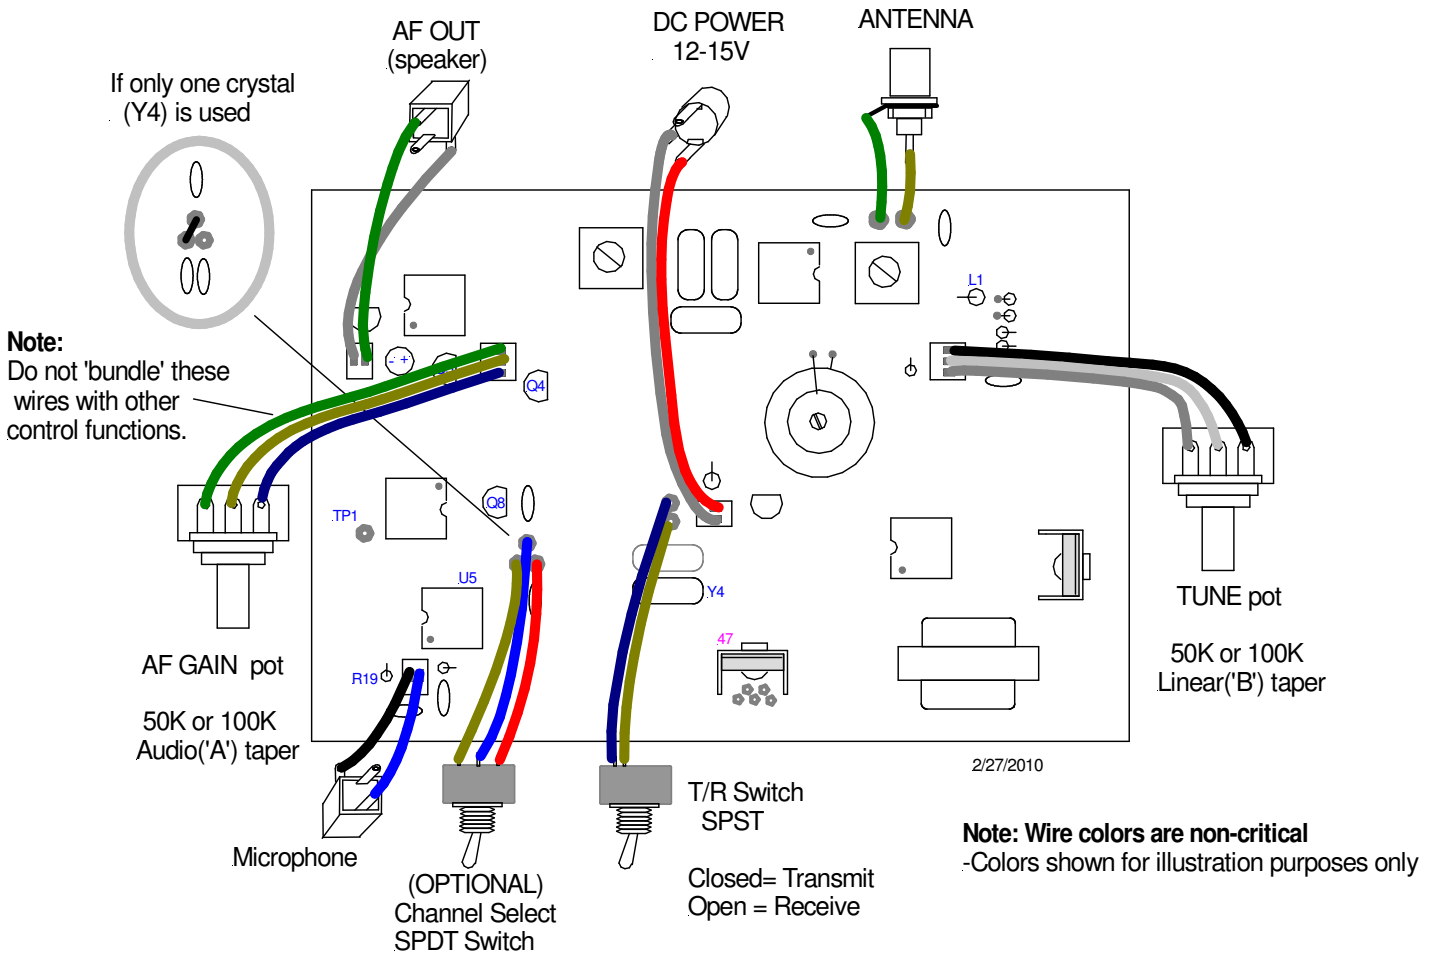 AF OUT
(speaker)
DC POWER
12-15V
ANTENNA
If only one crystal
(Y4) is used
L1
Note:
Do not 'bundle' these
wires with other
control functions.
- +
Q4
Q8
TP1
U5
Y4
47
R19
AF GAIN pot
50K or 100K
Audio('A') taper
TUNE pot
50K or 100K
Linear('B') taper
2/27/2010
Microphone
(OPTIONAL)
Channel Select
SPDT Switch
T/R Switch
SPST
Closed= Transmit
Open = Receive
Note: Wire colors are non-critical
-Colors shown for illustration purposes only